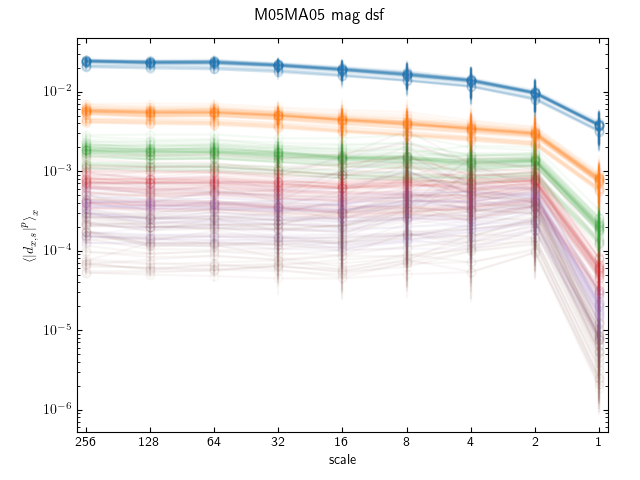 M05MA05 mag dsf
⟨|d_{x,s}|^p⟩_x
10^{-2}
10^{-3}
10^{-4}
10^{-5}
10^{-6}
256 128 64 32 16 8 4 2 1
scale